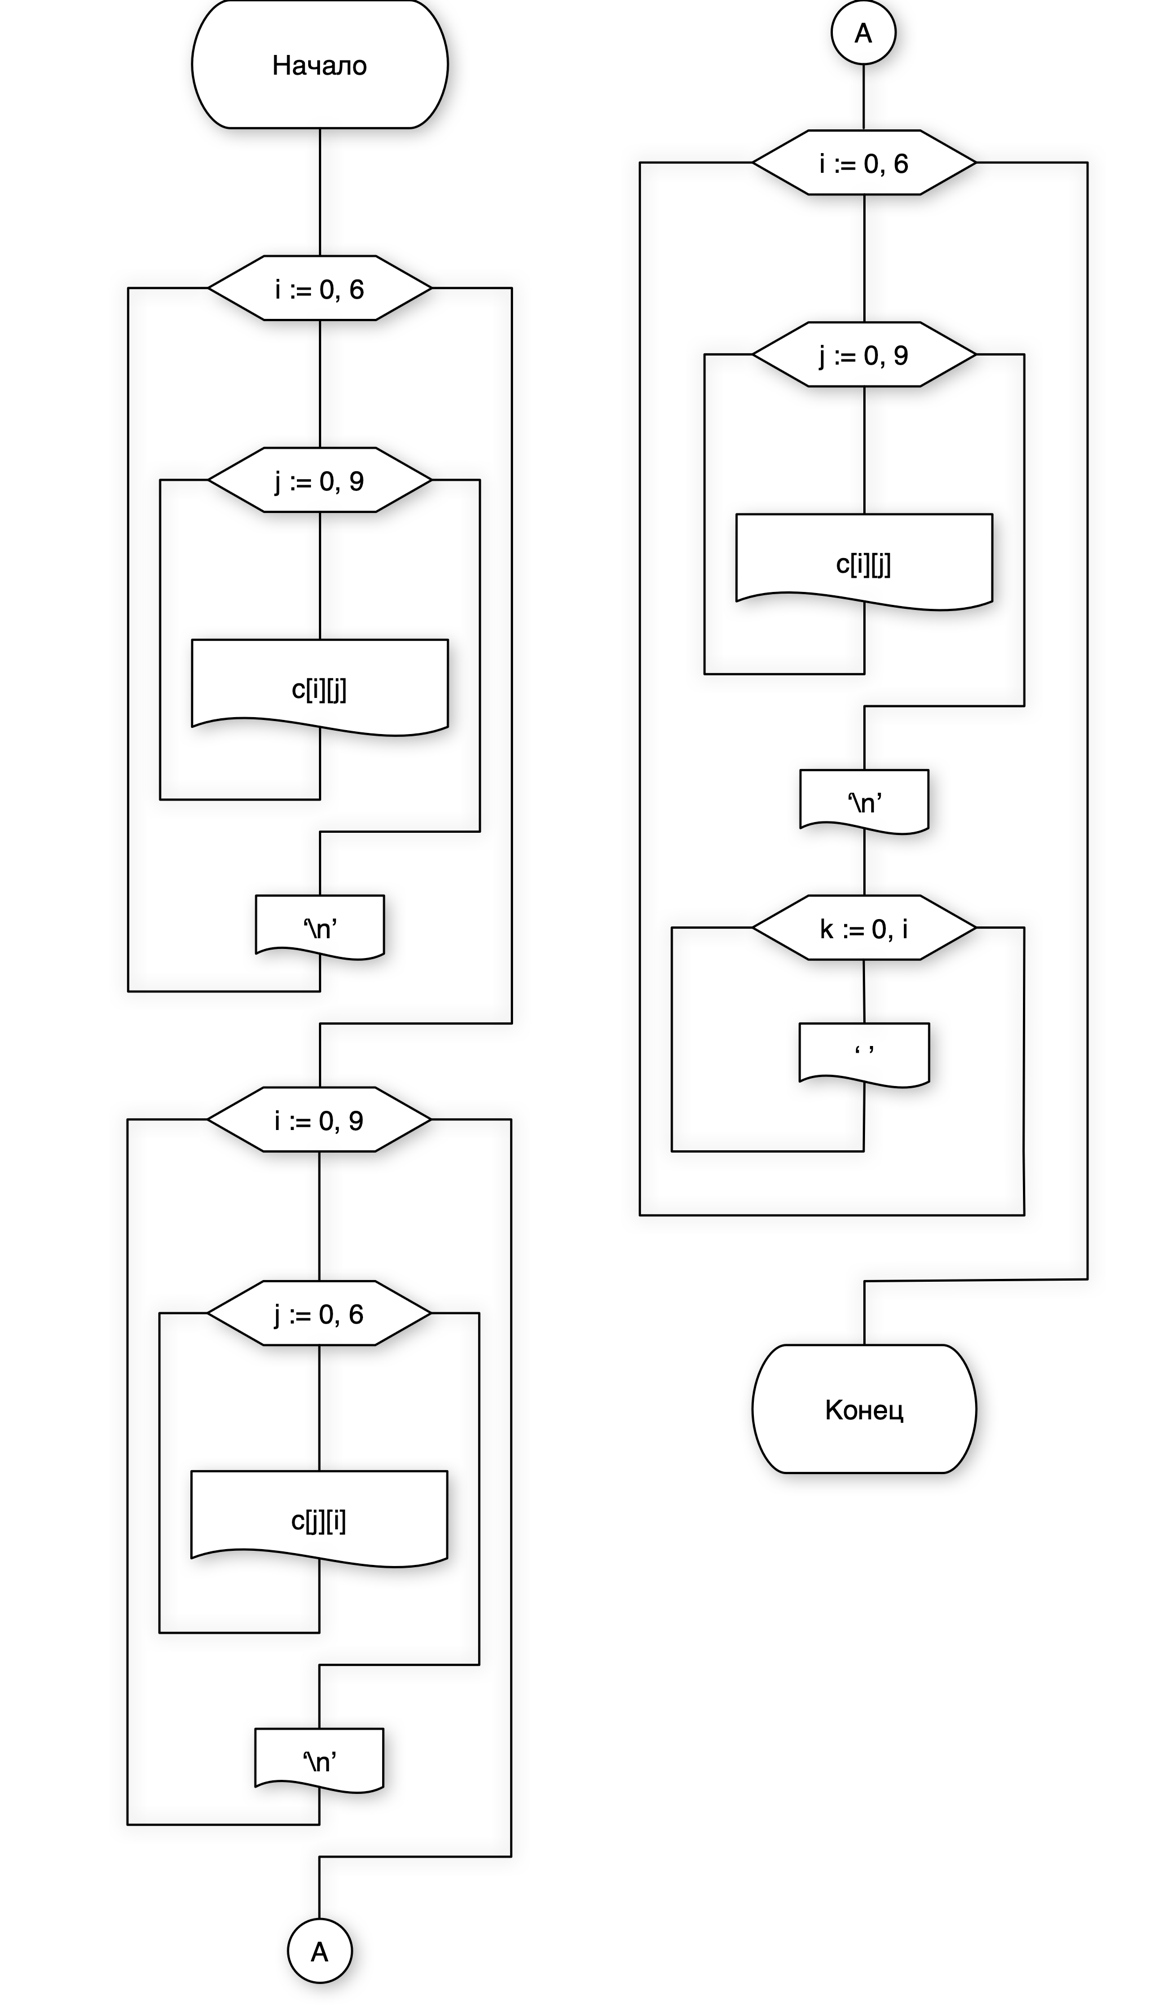 Начало
i := 0, 6
j := 0, 9
c[i][j]
‘\n’
i := 0, 9
j := 0, 6
c[j][i]
‘\n’
A
A
i := 0, 6
j := 0, 9
c[i][j]
‘\n’
k := 0, i
‘ ’
Конец